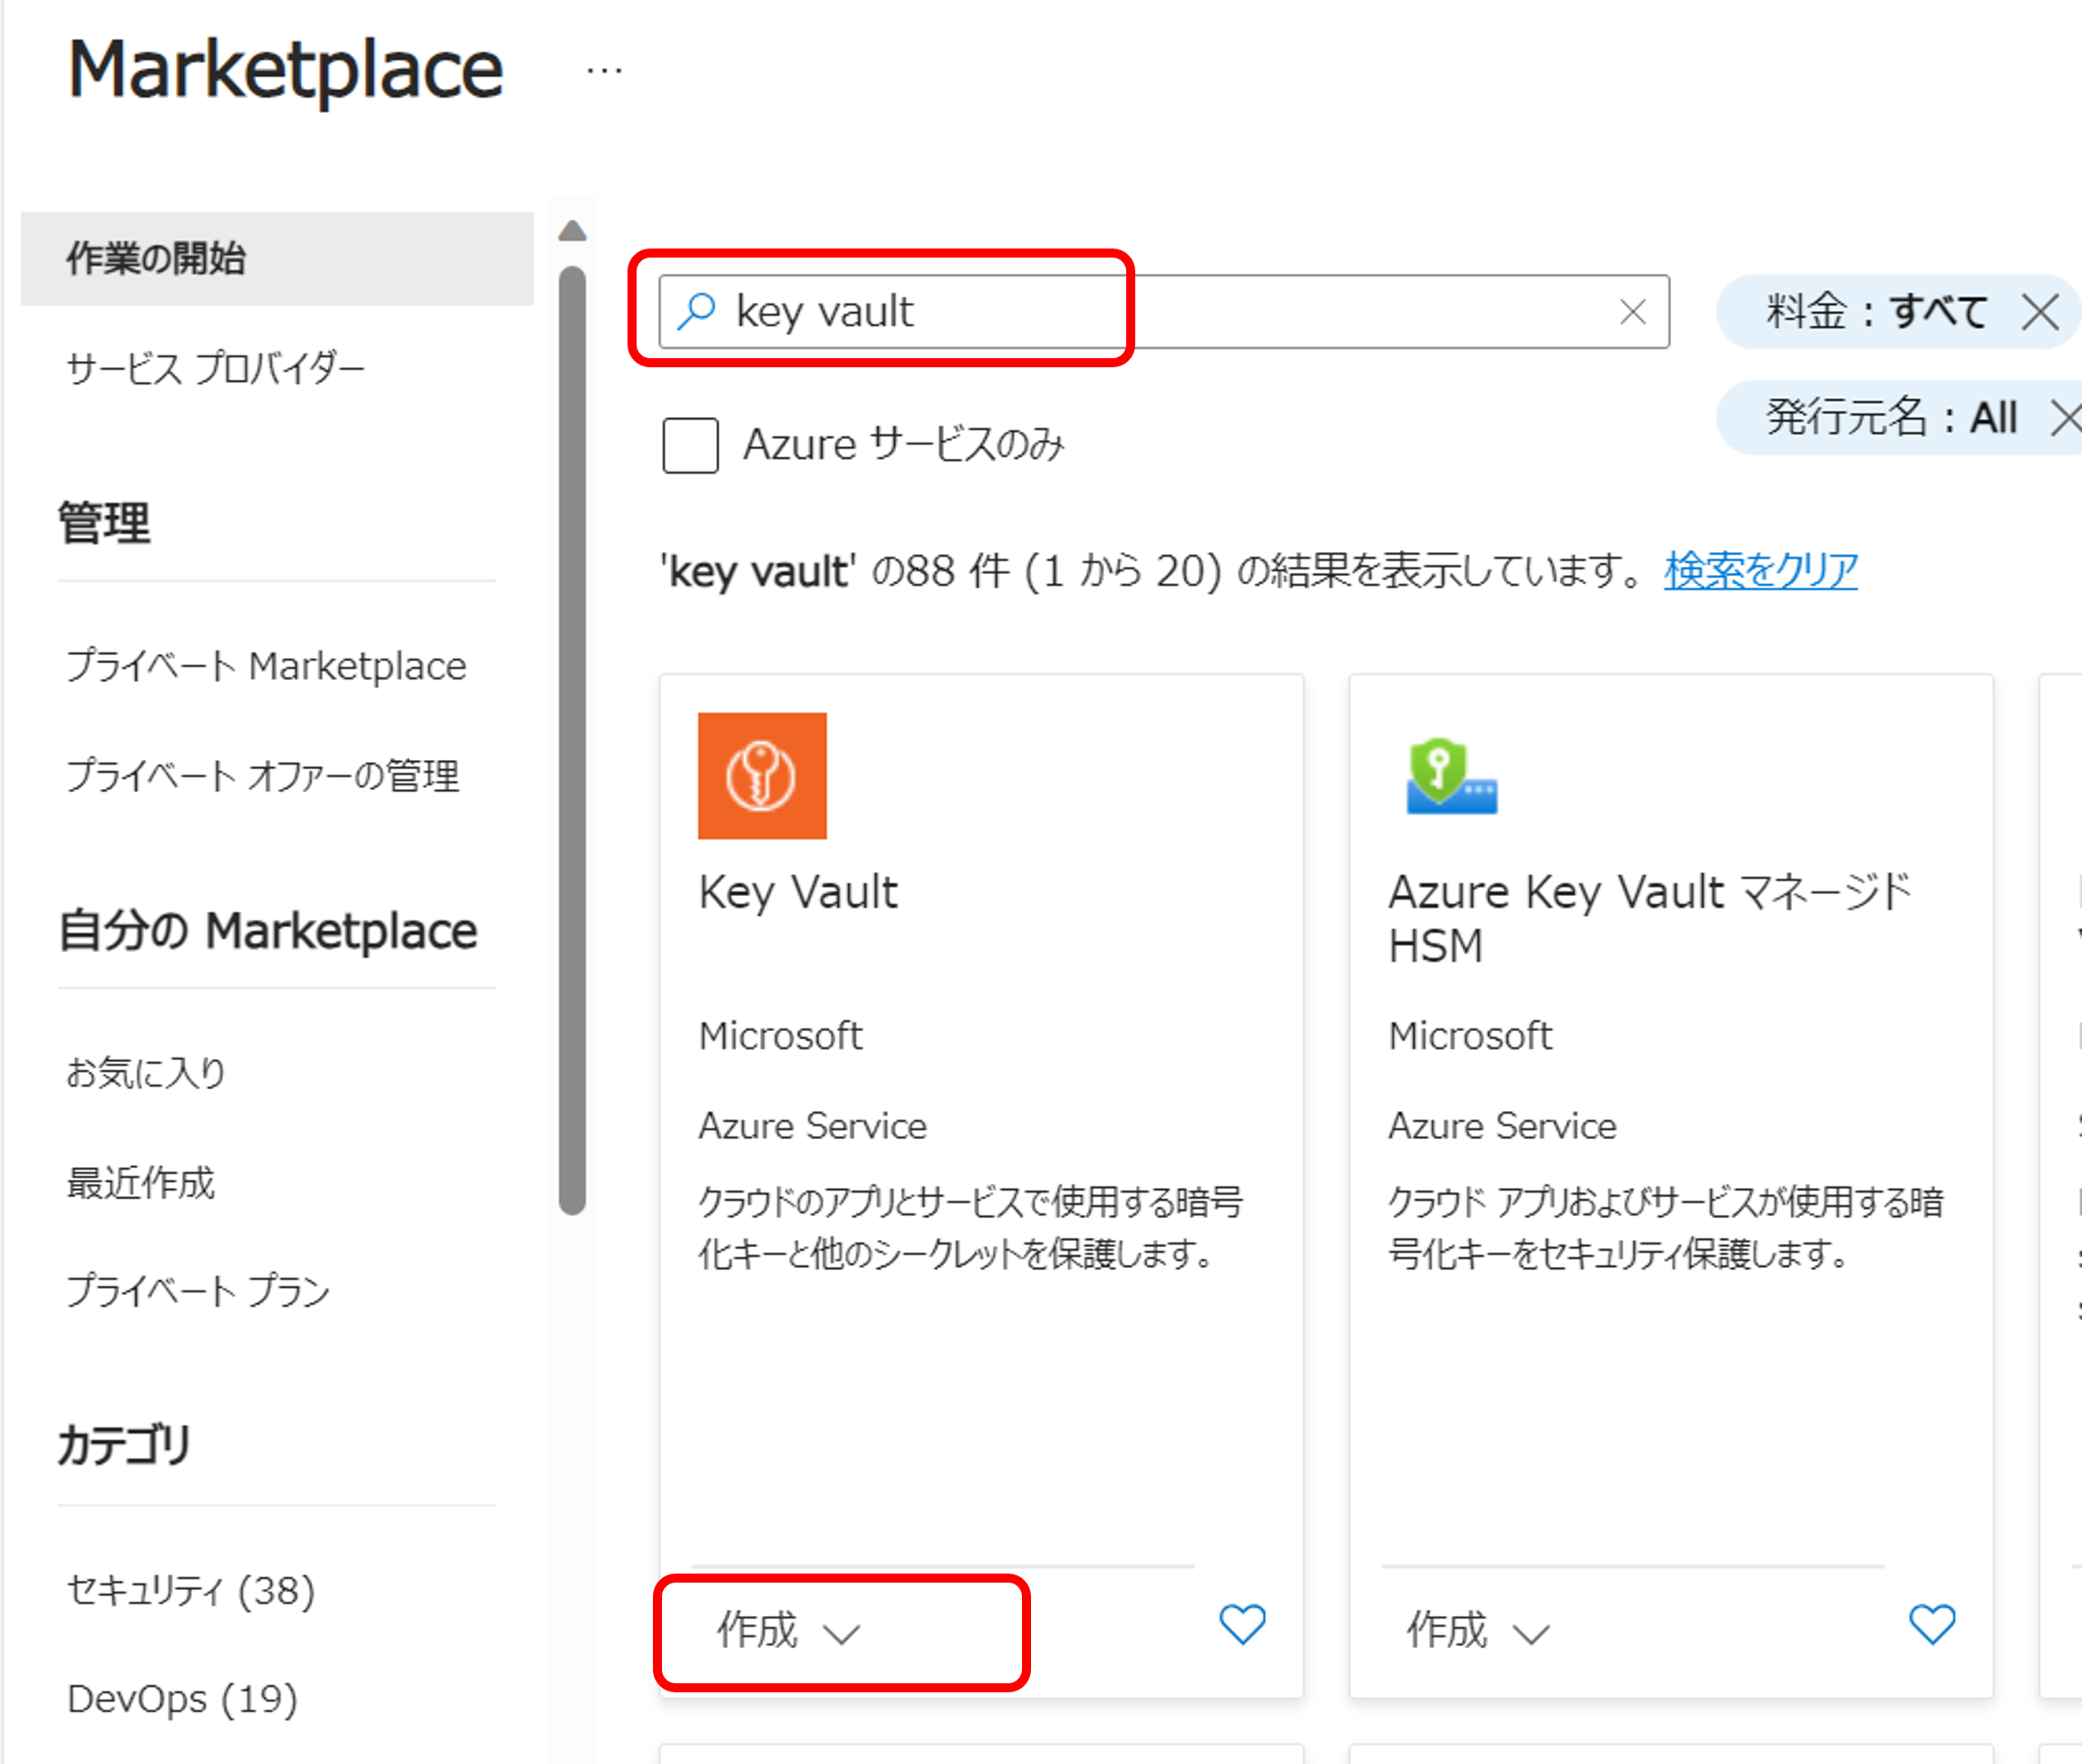 Marketplace …
作業の開始
サービス プロバイダー
管理
プライベート Marketplace
プライベート オファーの管理
自分の Marketplace
お気に入り
最近作成
プライベート プラン
カテゴリ
セキュリティ (38)
DevOps (19)
key vault
料金 : すべて
Azure サービスのみ
発行元名 : All
'key vault' の88 件 (1 から 20) の結果を表示しています。 検索をクリア
Key Vault
Microsoft
Azure Service
クラウドのアプリとサービスで使用する暗号
化キーと他のシークレットを保護します。
作成
Azure Key Vault マネージド
HSM
Microsoft
Azure Service
クラウド アプリおよびサービスが使用する暗
号化キーをセキュリティ保護します。
作成